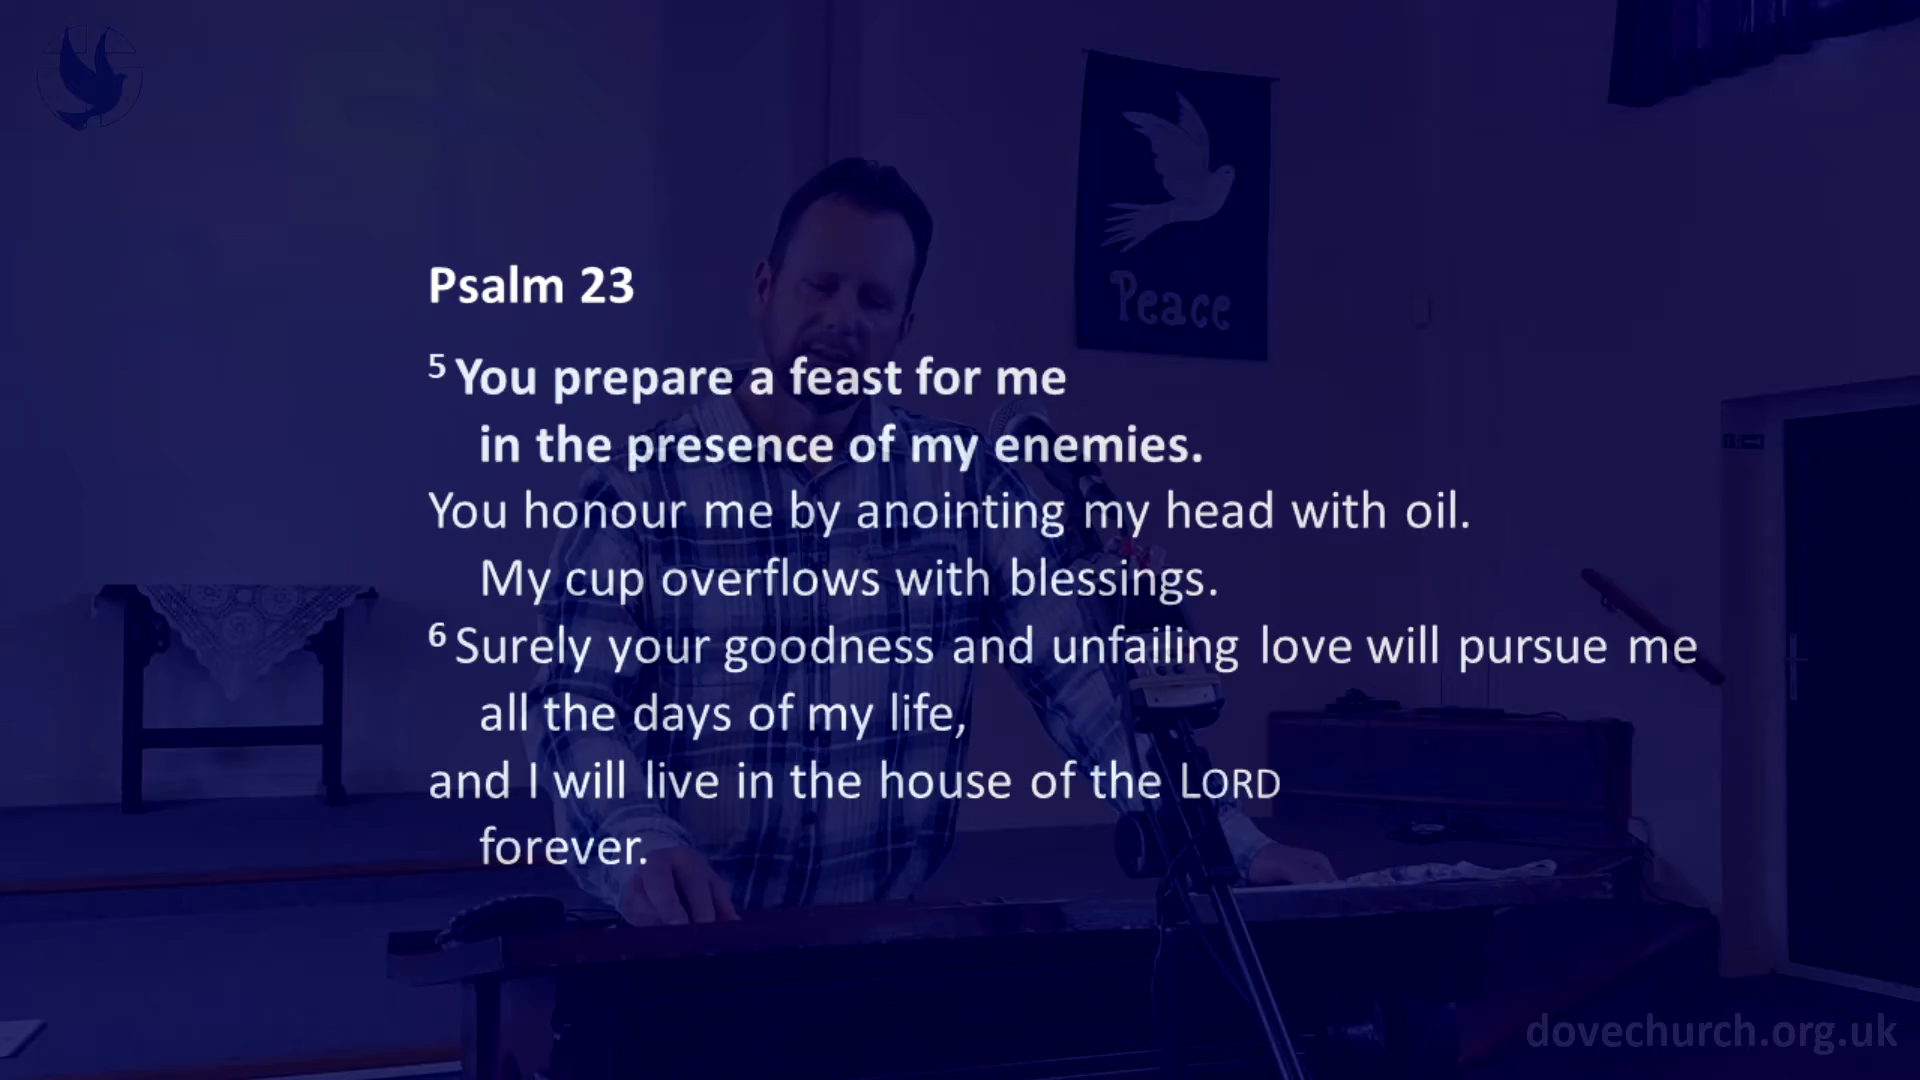 Peace
Psalm 23
5 You prepare a feast for me
in the presence of my enemies.
You honour me by anointing my head with oil.
My cup overflows with blessings.
6 Surely your goodness and unfailing love will pursue me
all the days of my life,
and I will live in the house of the LORD
forever.
dovechurch.org.uk